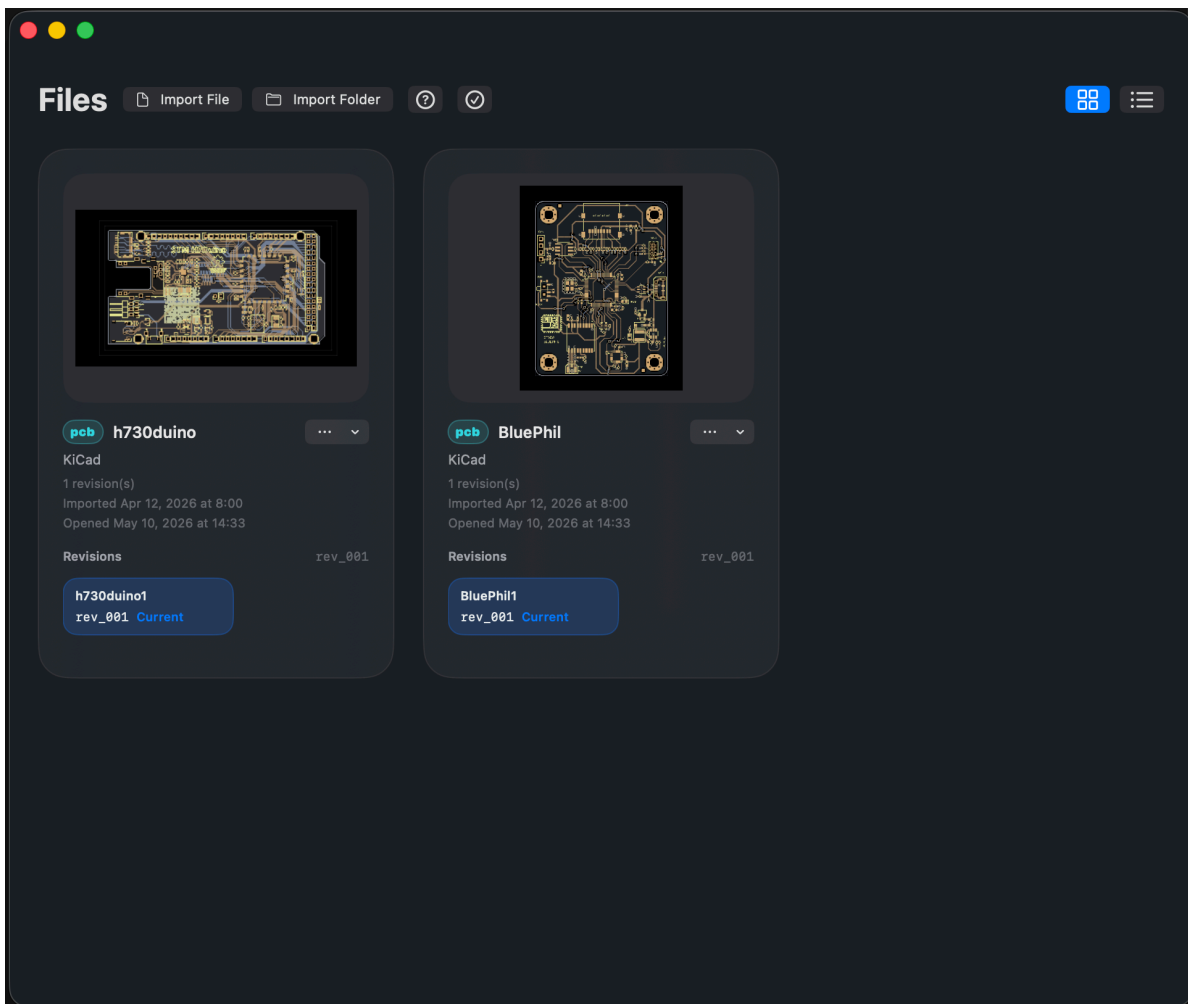 Files
Import File
Import Folder
pcb h730duino
KiCad
1 revision(s)
Imported Apr 12, 2026 at 8:00
Opened May 10, 2026 at 14:33
Revisions rev_001
h730duino1
rev_001 Current
pcb BluePhil
KiCad
1 revision(s)
Imported Apr 12, 2026 at 8:00
Opened May 10, 2026 at 14:33
Revisions rev_001
BluePhil1
rev_001 Current